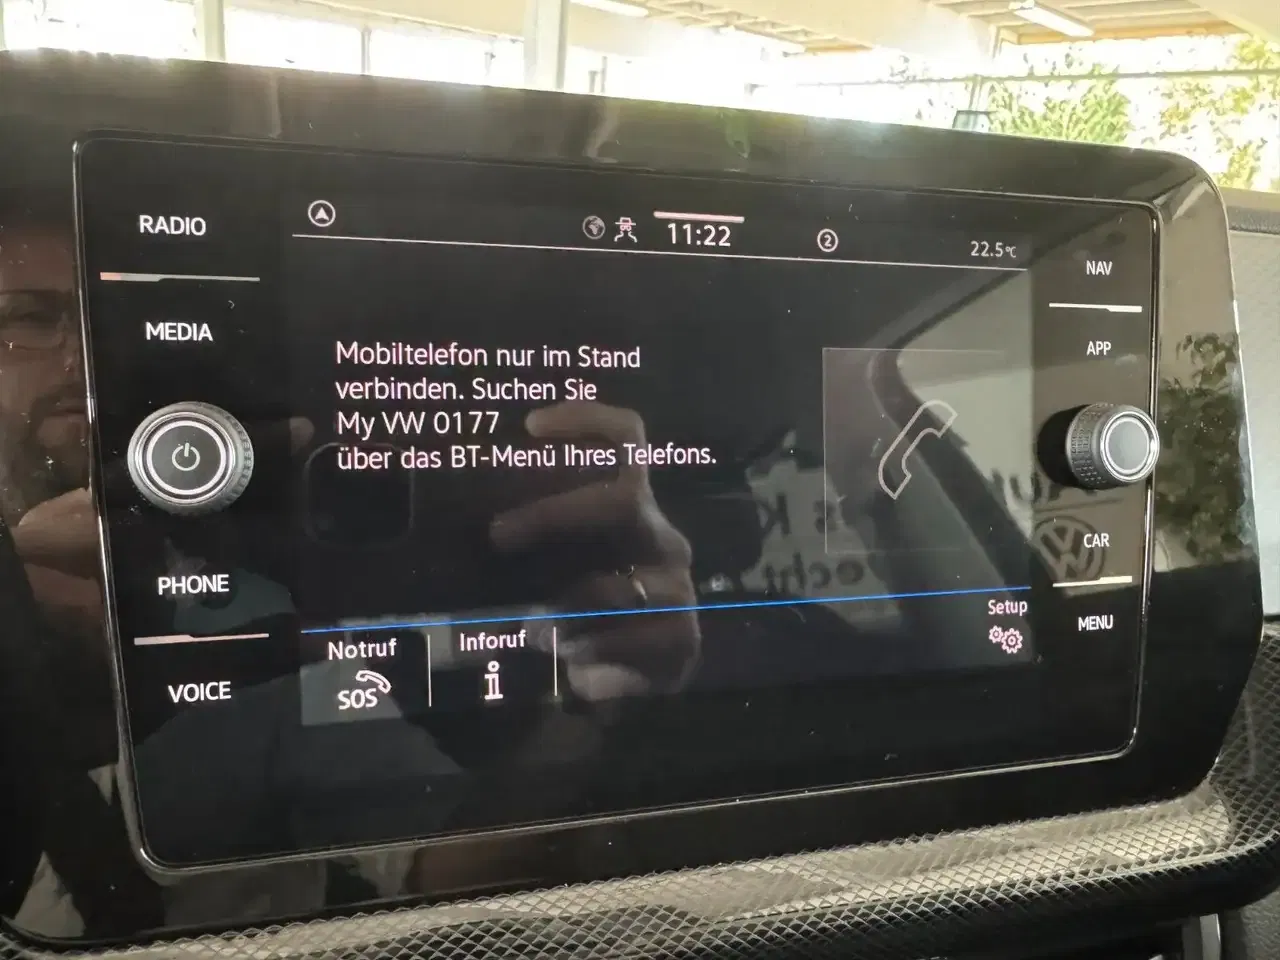 RADIO
MEDIA
PHONE
VOICE
11:22
2
22.5°C
Mobiltelefon nur im Stand
verbinden. Suchen Sie
My VW 0177
über das BT-Menü Ihres Telefons.
Notruf
SOS
Inforuf
i
Setup
NAV
APP
CAR
MENU